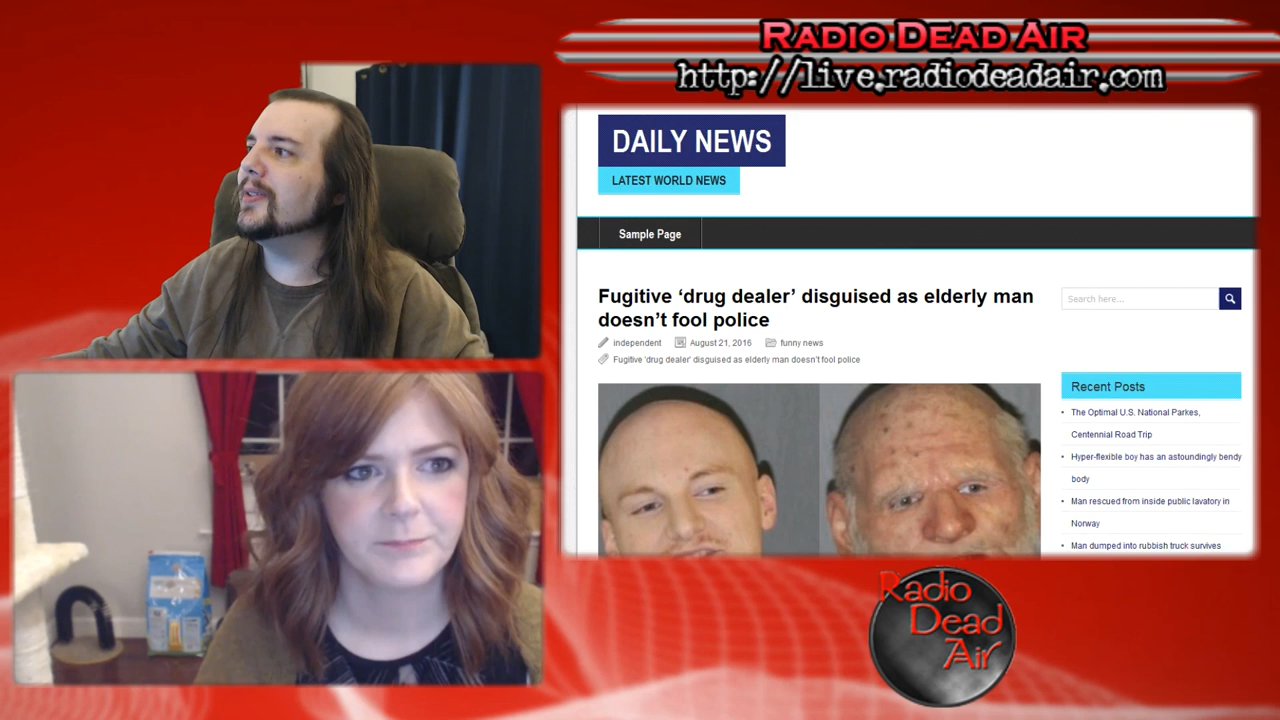 Radio Dead Air
http://live.radiodeadair.com
DAILY NEWS
LATEST WORLD NEWS
Sample Page
Fugitive ‘drug dealer’ disguised as elderly man
doesn’t fool police
independent August 21, 2016 funny news
Fugitive 'drug dealer' disguised as elderly man doesn't fool police
Search here...
Recent Posts
The Optimal U.S. National Parkes,
Centennial Road Trip
Hyper-flexible boy has an astoundingly bendy
body
Man rescued from inside public lavatory in
Norway
Man dumped into rubbish truck survives
Radio
Dead
Air